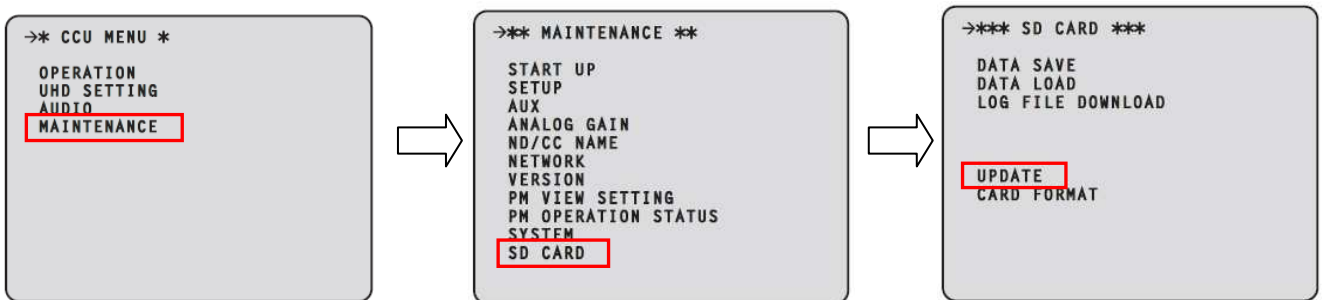 →* CCU MENU *
OPERATION
UHD SETTING
AUDIO
MAINTENANCE
→** MAINTENANCE **
START UP
SETUP
AUX
ANALOG GAIN
ND/CC NAME
NETWORK
VERSION
PM VIEW SETTING
PM OPERATION STATUS
SYSTEM
SD CARD
→*** SD CARD ***
DATA SAVE
DATA LOAD
LOG FILE DOWNLOAD
UPDATE
CARD FORMAT